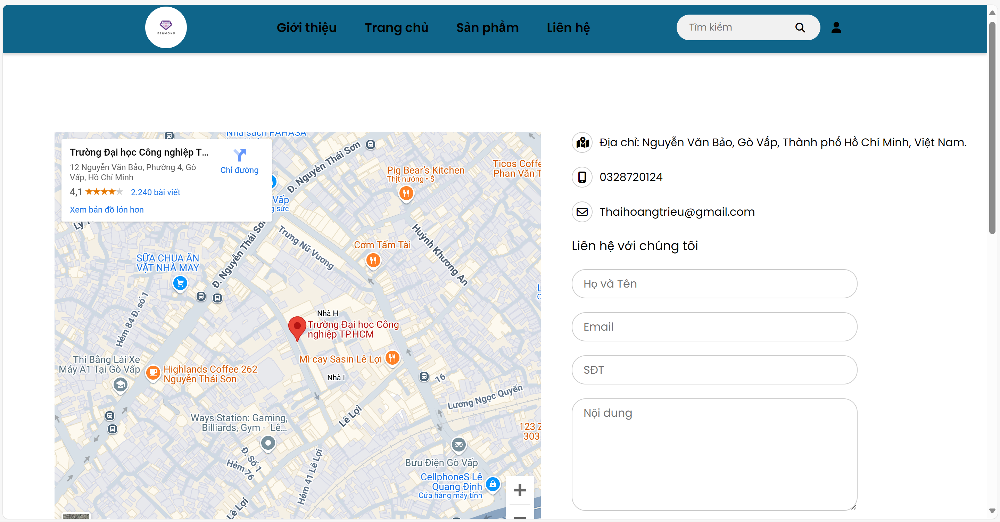 DIAMOND
Giới thiệu
Trang chủ
Sản phẩm
Liên hệ
Tìm kiếm
Nhà sách FAHASA
Trường Đại học Công nghiệp T...
12 Nguyễn Văn Bảo, Phường 4, Gò
Vấp, Hồ Chí Minh
Chỉ đường
4,1
2.240 bài viết
Xem bản đồ lớn hơn
Đ. Nguyễn Thái Sơn
Pig Bear's Kitchen
Thịt nướng • $
Ticos Coffe
Phan Văn T
Vấp
g sức
Trưng Nữ Vương
Huỳnh Khương An
Cơm Tấm Tài
SỮA CHUA ĂN
VẶT NHÀ MAY
Đ. Nguyễn Thái Sơn
Hẻm 84 Đ. số 1
Nhà H
Trường Đại học Công
nghiệp TP.HCM
Mì cay Sasin Lê Lợi
Nhà I
Thi Bằng Lái Xe
Máy A1 Tại Gò Vấp
Highlands Coffee 262
Nguyễn Thái Sơn
16
Lương Ngọc Quyến
Lê Lợi
Ways Station: Gaming,
Billiards, Gym - Lê...
123 Z
303
Đ. Số 1
Hẻm 76
Hẻm 41 Lê Lợi
Bưu Điện Gò Vấp
CellphoneS Lê
Quang Định
Cửa hàng máy tính
Lê Lợi
Địa chỉ: Nguyễn Văn Bảo, Gò Vấp, Thành phố Hồ Chí Minh, Việt Nam.
0328720124
Thaihoangtrieu@gmail.com
Liên hệ với chúng tôi
Họ và Tên
Email
SĐT
Nội dung